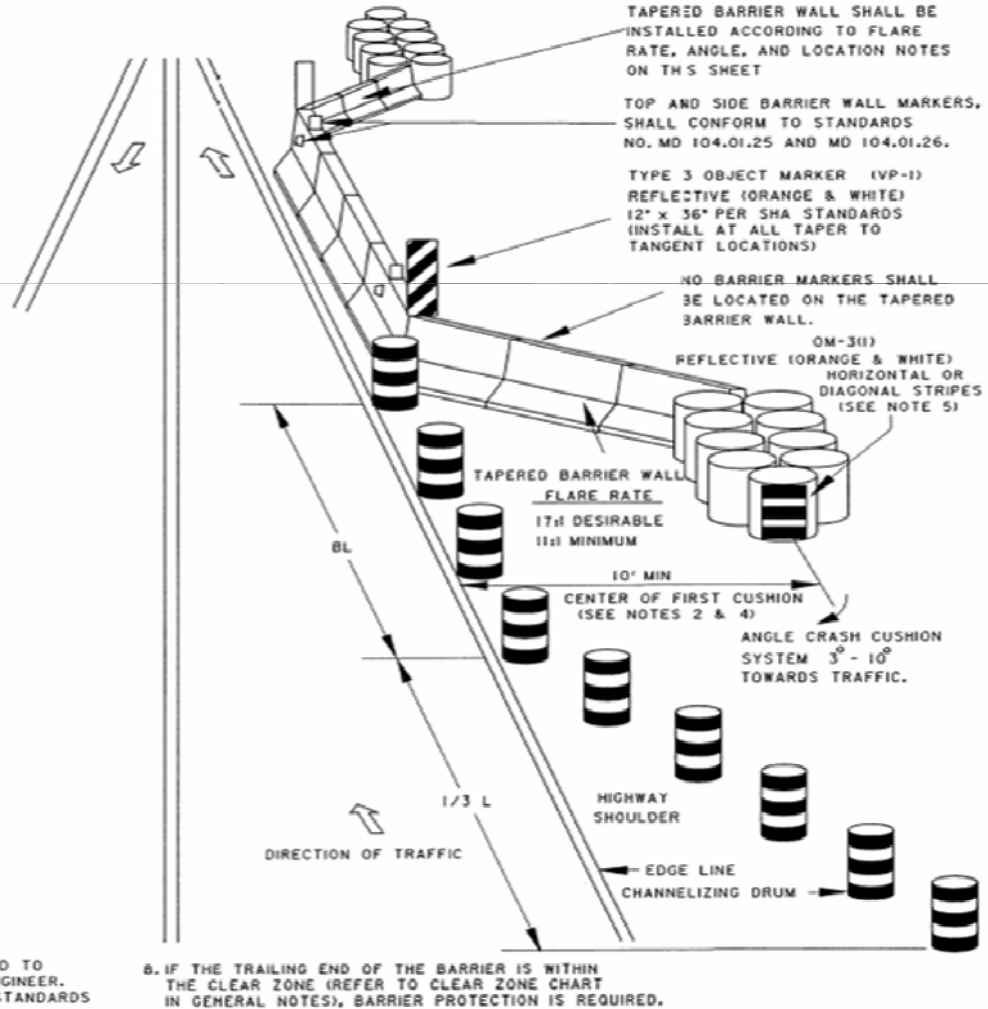 TAPERED BARRIER WALL SHALL BE
INSTALLED ACCORDING TO FLARE
RATE, ANGLE, AND LOCATION NOTES
ON TH S SHEET
TOP AND SIDE BARRIER WALL MARKERS,
SHALL CONFORM TO STANDARDS
NO. MD 104.01.25 AND MD 104.01.26.
TYPE 3 OBJECT MARKER (VP-1)
REFLECTIVE (ORANGE & WHITE)
12" x 36" PER SHA STANDARDS
(INSTALL AT ALL TAPER TO
TANGENT LOCATIONS)
NO BARRIER MARKERS SHALL
BE LOCATED ON THE TAPERED
BARRIER WALL.
OM-3(1)
REFLECTIVE (ORANGE & WHITE)
HORIZONTAL OR
DIAGONAL STRIPES
(SEE NOTE 5)
TAPERED BARRIER WALL
FLARE RATE
17:1 DESIRABLE
11:1 MINIMUM
8L
10' MIN
CENTER OF FIRST CUSHION
(SEE NOTES 2 & 4)
ANGLE CRASH CUSHION
SYSTEM 3° - 10°
TOWARDS TRAFFIC.
1/3 L
HIGHWAY
SHOULDER
DIRECTION OF TRAFFIC
EDGE LINE
CHANNELIZING DRUM
D TO
GINEER.
STANDARDS
8. IF THE TRAILING END OF THE BARRIER IS WITHIN
THE CLEAR ZONE (REFER TO CLEAR ZONE CHART
IN GENERAL NOTES), BARRIER PROTECTION IS REQUIRED.